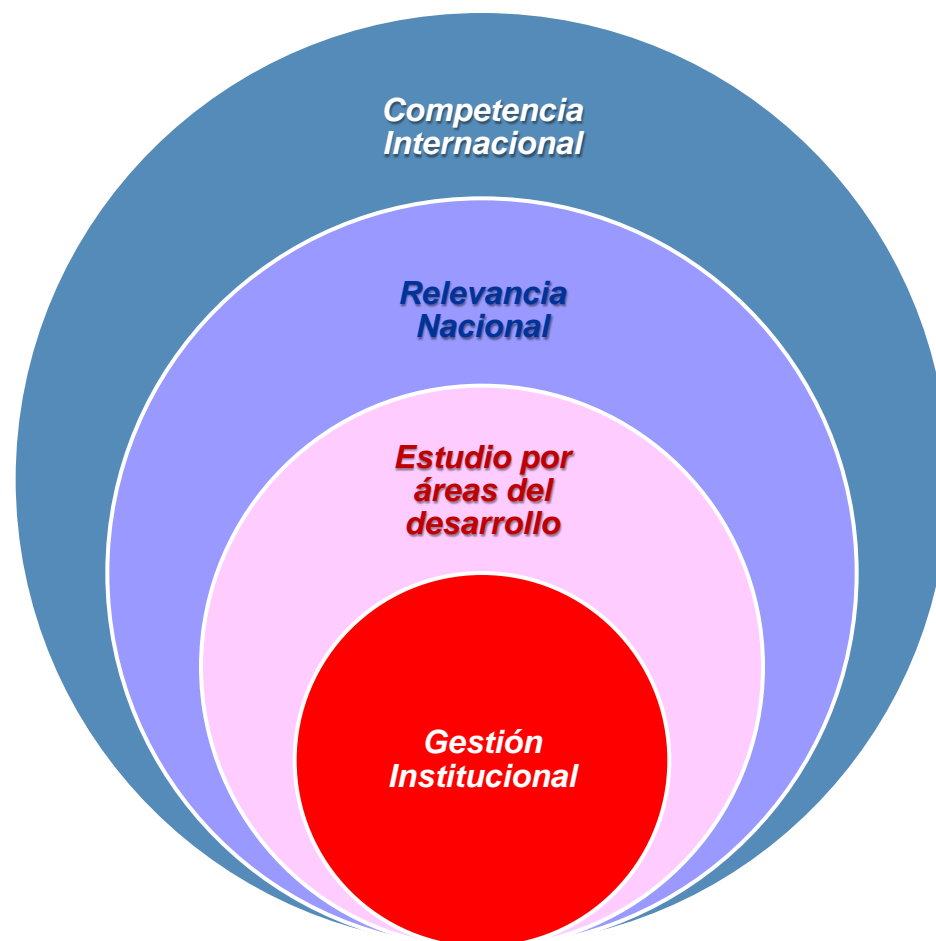 Competencia
Internacional
Relevancia
Nacional
Estudio por
áreas del
desarrollo
Gestión
Institucional